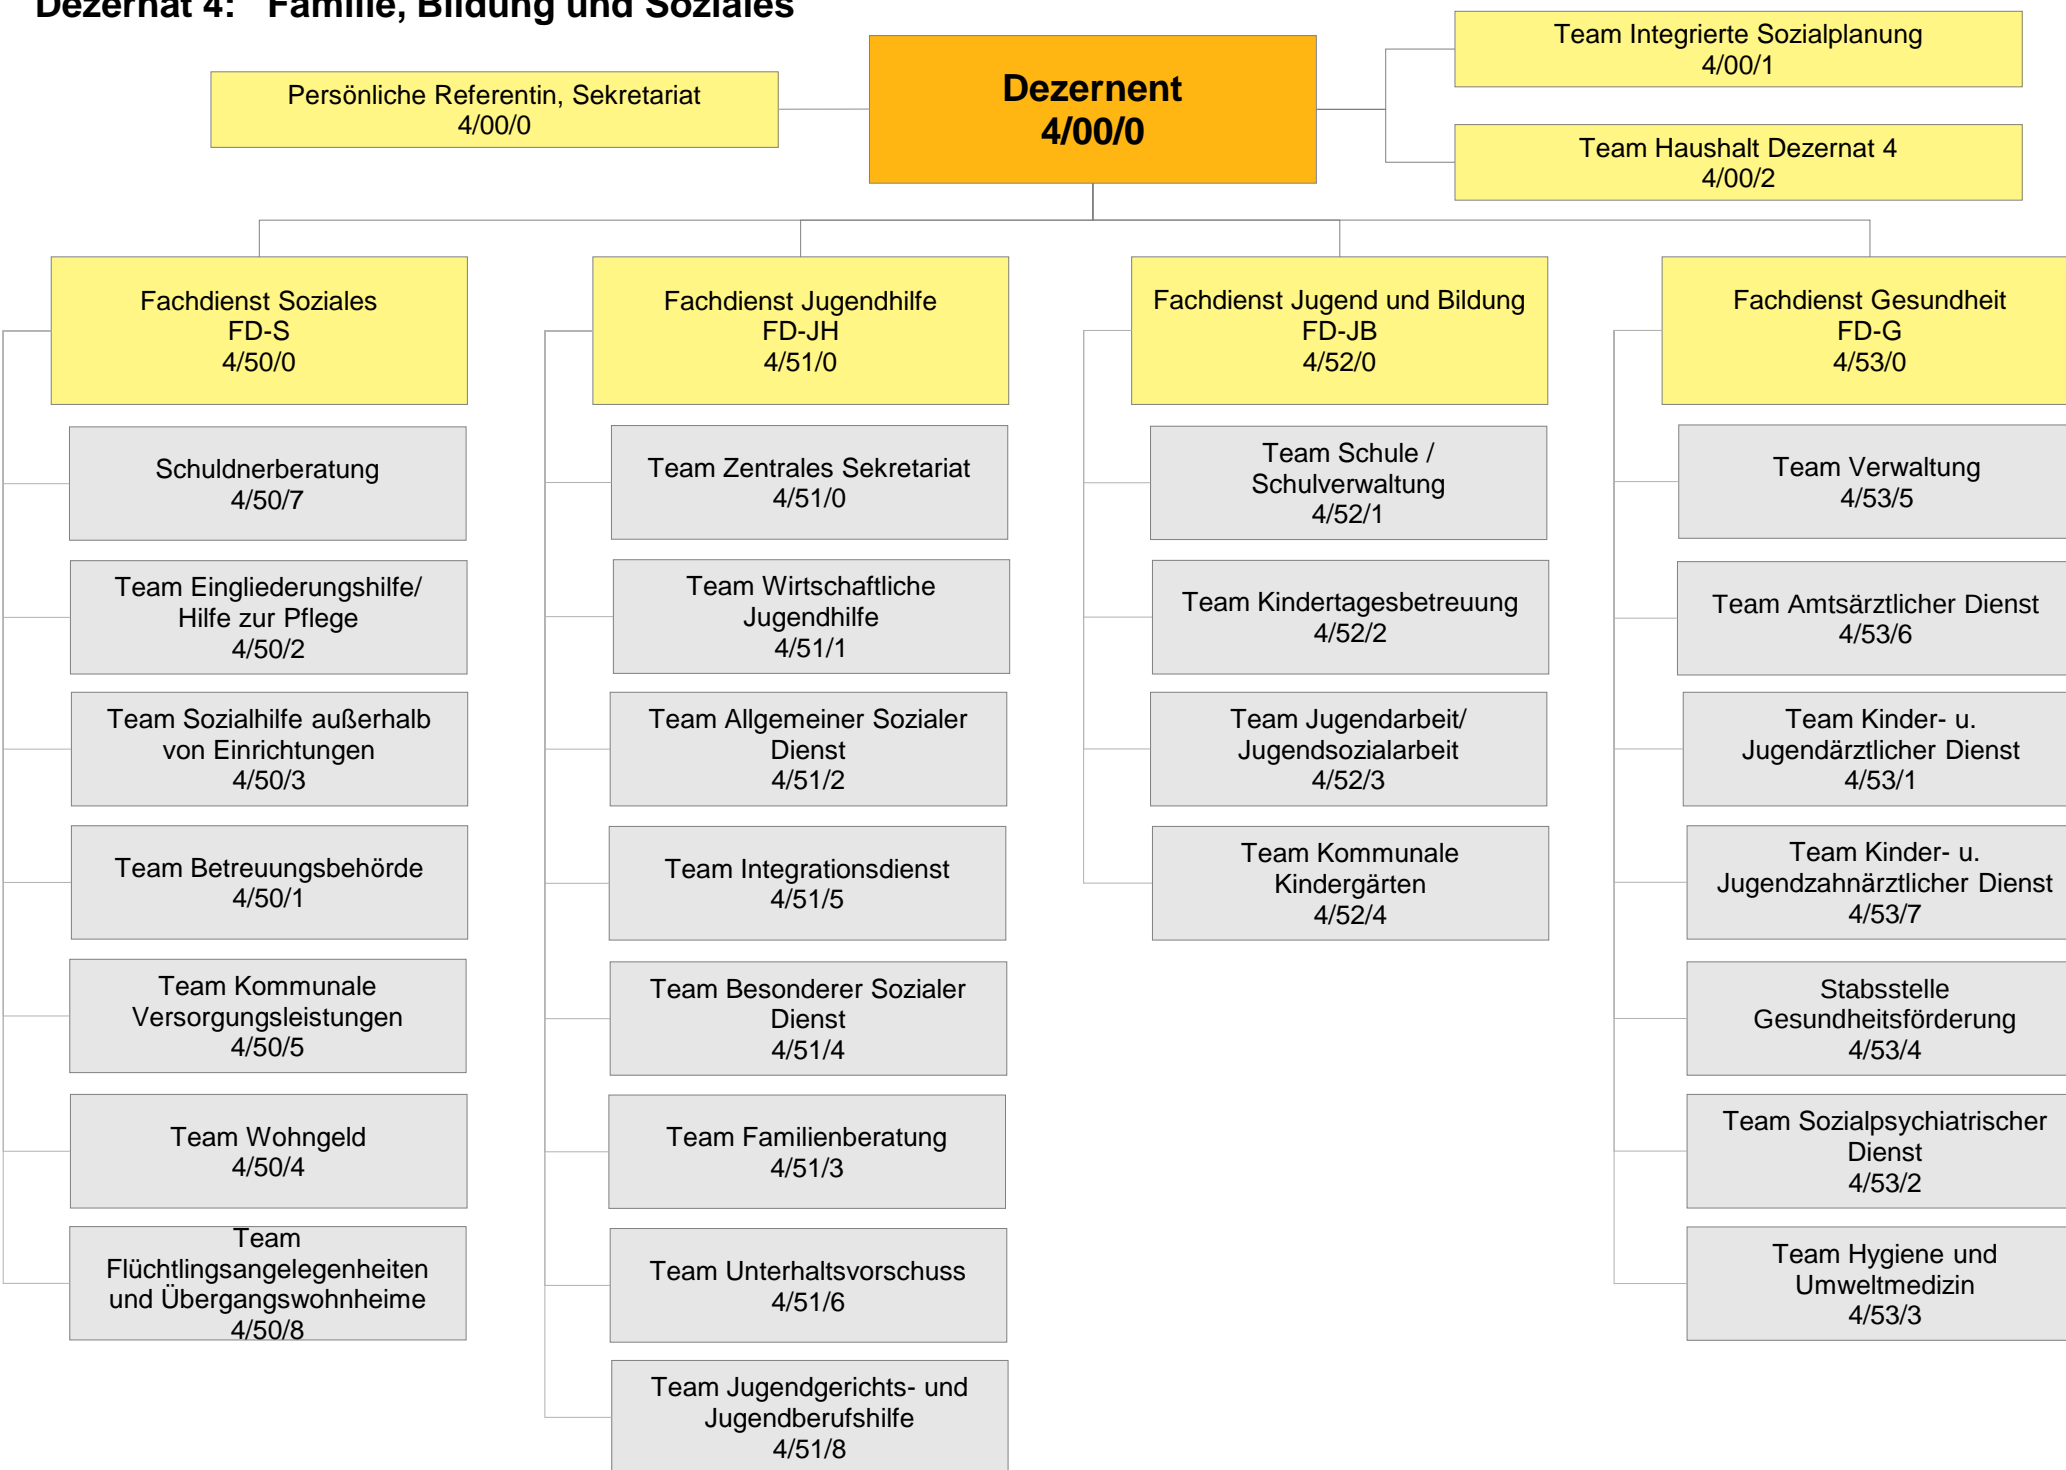 Dezernat 4: Familie, Bildung und Soziales
Persönliche Referentin, Sekretariat
4/00/0
Dezernent
4/00/0
Team Integrierte Sozialplanung
4/00/1
Team Haushalt Dezernat 4
4/00/2
Fachdienst Soziales
FD-S
4/50/0
Schuldnerberatung
4/50/7
Team Eingliederungshilfe/
Hilfe zur Pflege
4/50/2
Team Sozialhilfe außerhalb
von Einrichtungen
4/50/3
Team Betreuungsbehörde
4/50/1
Team Kommunale
Versorgungsleistungen
4/50/5
Team Wohngeld
4/50/4
Team
Flüchtlingsangelegenheiten
und Übergangswohnheime
4/50/8
Fachdienst Jugendhilfe
FD-JH
4/51/0
Team Zentrales Sekretariat
4/51/0
Team Wirtschaftliche
Jugendhilfe
4/51/1
Team Allgemeiner Sozialer
Dienst
4/51/2
Team Integrationsdienst
4/51/5
Team Besonderer Sozialer
Dienst
4/51/4
Team Familienberatung
4/51/3
Team Unterhaltsvorschuss
4/51/6
Team Jugendgerichts- und
Jugendberufshilfe
4/51/8
Fachdienst Jugend und Bildung
FD-JB
4/52/0
Team Schule /
Schulverwaltung
4/52/1
Team Kindertagesbetreuung
4/52/2
Team Jugendarbeit/
Jugendsozialarbeit
4/52/3
Team Kommunale
Kindergärten
4/52/4
Fachdienst Gesundheit
FD-G
4/53/0
Team Verwaltung
4/53/5
Team Amtsärztlicher Dienst
4/53/6
Team Kinder- u.
Jugendärztlicher Dienst
4/53/1
Team Kinder- u.
Jugendzahnärztlicher Dienst
4/53/7
Stabsstelle
Gesundheitsförderung
4/53/4
Team Sozialpsychiatrischer
Dienst
4/53/2
Team Hygiene und
Umweltmedizin
4/53/3